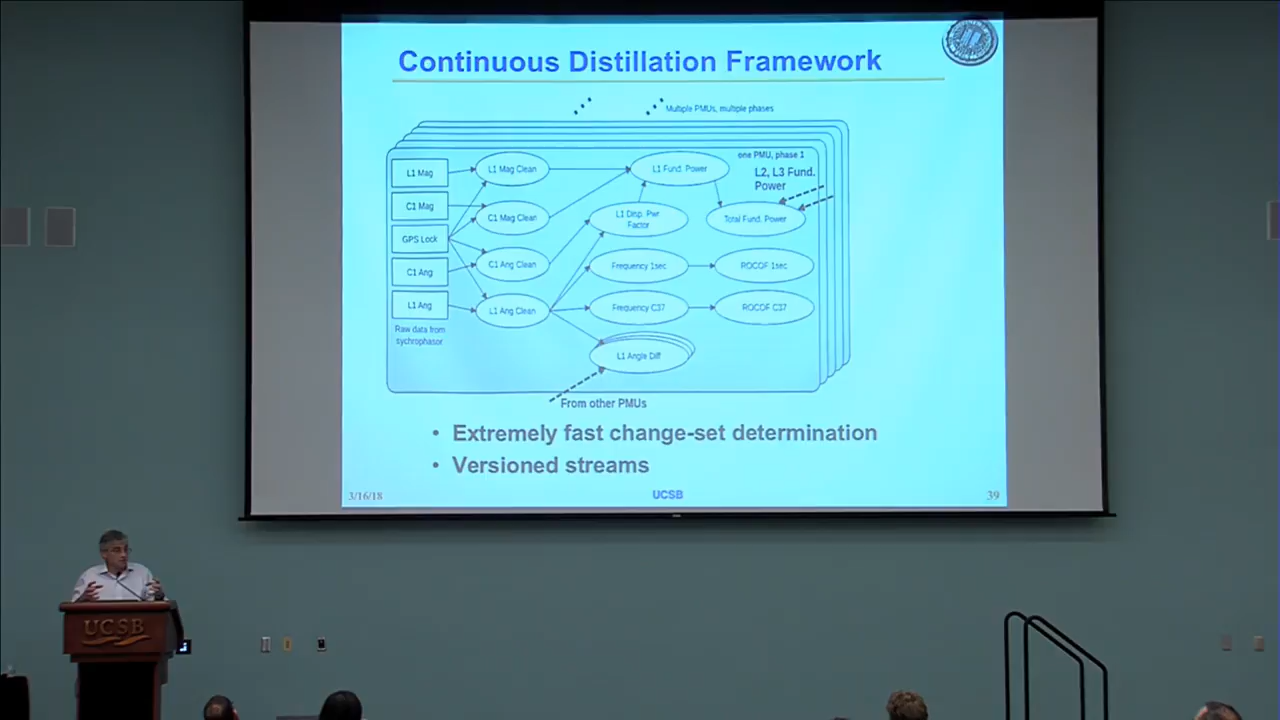 Continuous Distillation Framework
Multiple PMUs, multiple phases
one PMU, phase 1
L1 Mag
L1 Mag Clean
L1 Fund. Power
L2, L3 Fund.
Power
C1 Mag
C1 Mag Clean
L1 Disp. Pwr
Factor
Total Fund. Power
GPS Lock
C1 Ang
C1 Ang Clean
Frequency 1sec
ROCOF 1sec
L1 Ang
L1 Ang Clean
Frequency C37
ROCOF C37
Raw data from
sychrophasor
L1 Angle Diff
From other PMUs
• Extremely fast change-set determination
• Versioned streams
3/16/18
UCSB
39
UCSB